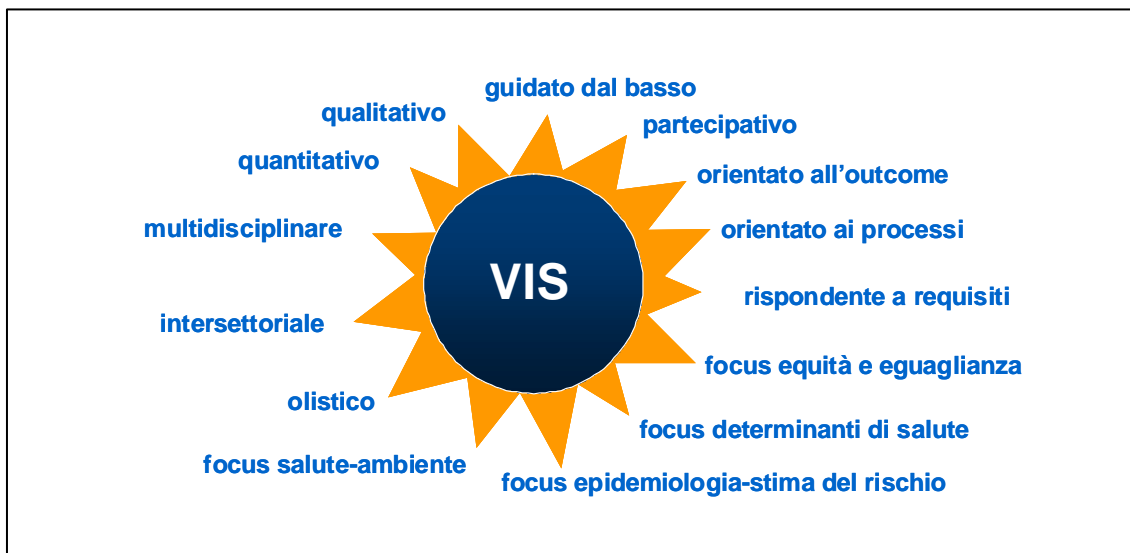 guidato dal basso
qualitativo
partecipativo
quantitativo
orientato all’outcome
multidisciplinare
orientato ai processi
VIS
rispondente a requisiti
intersettoriale
focus equità e eguaglianza
olistico
focus determinanti di salute
focus salute-ambiente
focus epidemiologia-stima del rischio